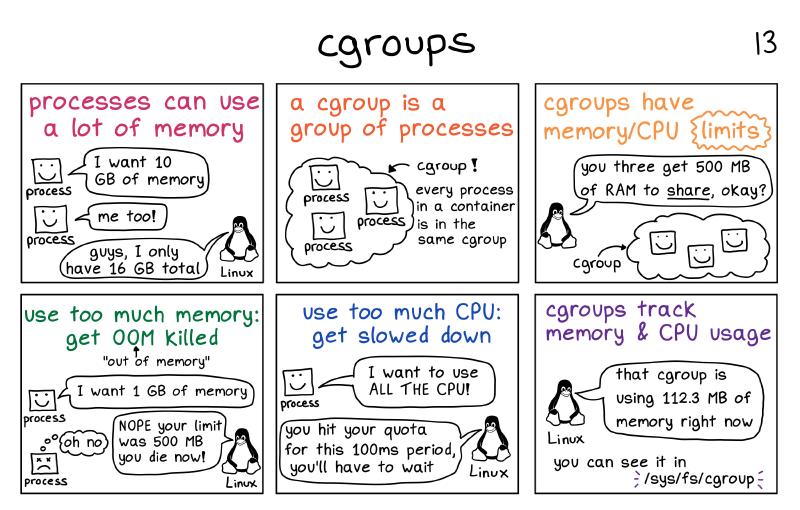 cgroups
13
processes can use
a lot of memory
I want 10
GB of memory
process
me too!
process
guys, I only
have 16 GB total
Linux
a cgroup is a
group of processes
process
process
process
cgroup!
every process
in a container
is in the
same cgroup
cgroups have
memory/CPU limits
you three get 500 MB
of RAM to share, okay?
cgroup
use too much memory:
get OOM killed
"out of memory"
I want 1 GB of memory
process
NOPE your limit
was 500 MB
you die now!
oh no
process
Linux
use too much CPU:
get slowed down
I want to use
ALL THE CPU!
process
you hit your quota
for this 100ms period,
you'll have to wait
Linux
cgroups track
memory & CPU usage
that cgroup is
using 112.3 MB of
memory right now
Linux
you can see it in
/sys/fs/cgroup